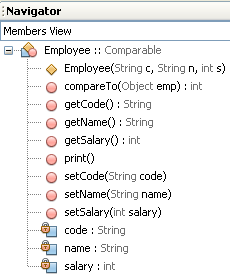 Navigator
Members View
Employee :: Comparable
Employee(String c, String n, int s)
compareTo(Object emp) : int
getCode() : String
getName() : String
getSalary() : int
print()
setCode(String code)
setName(String name)
setSalary(int salary)
code : String
name : String
salary : int